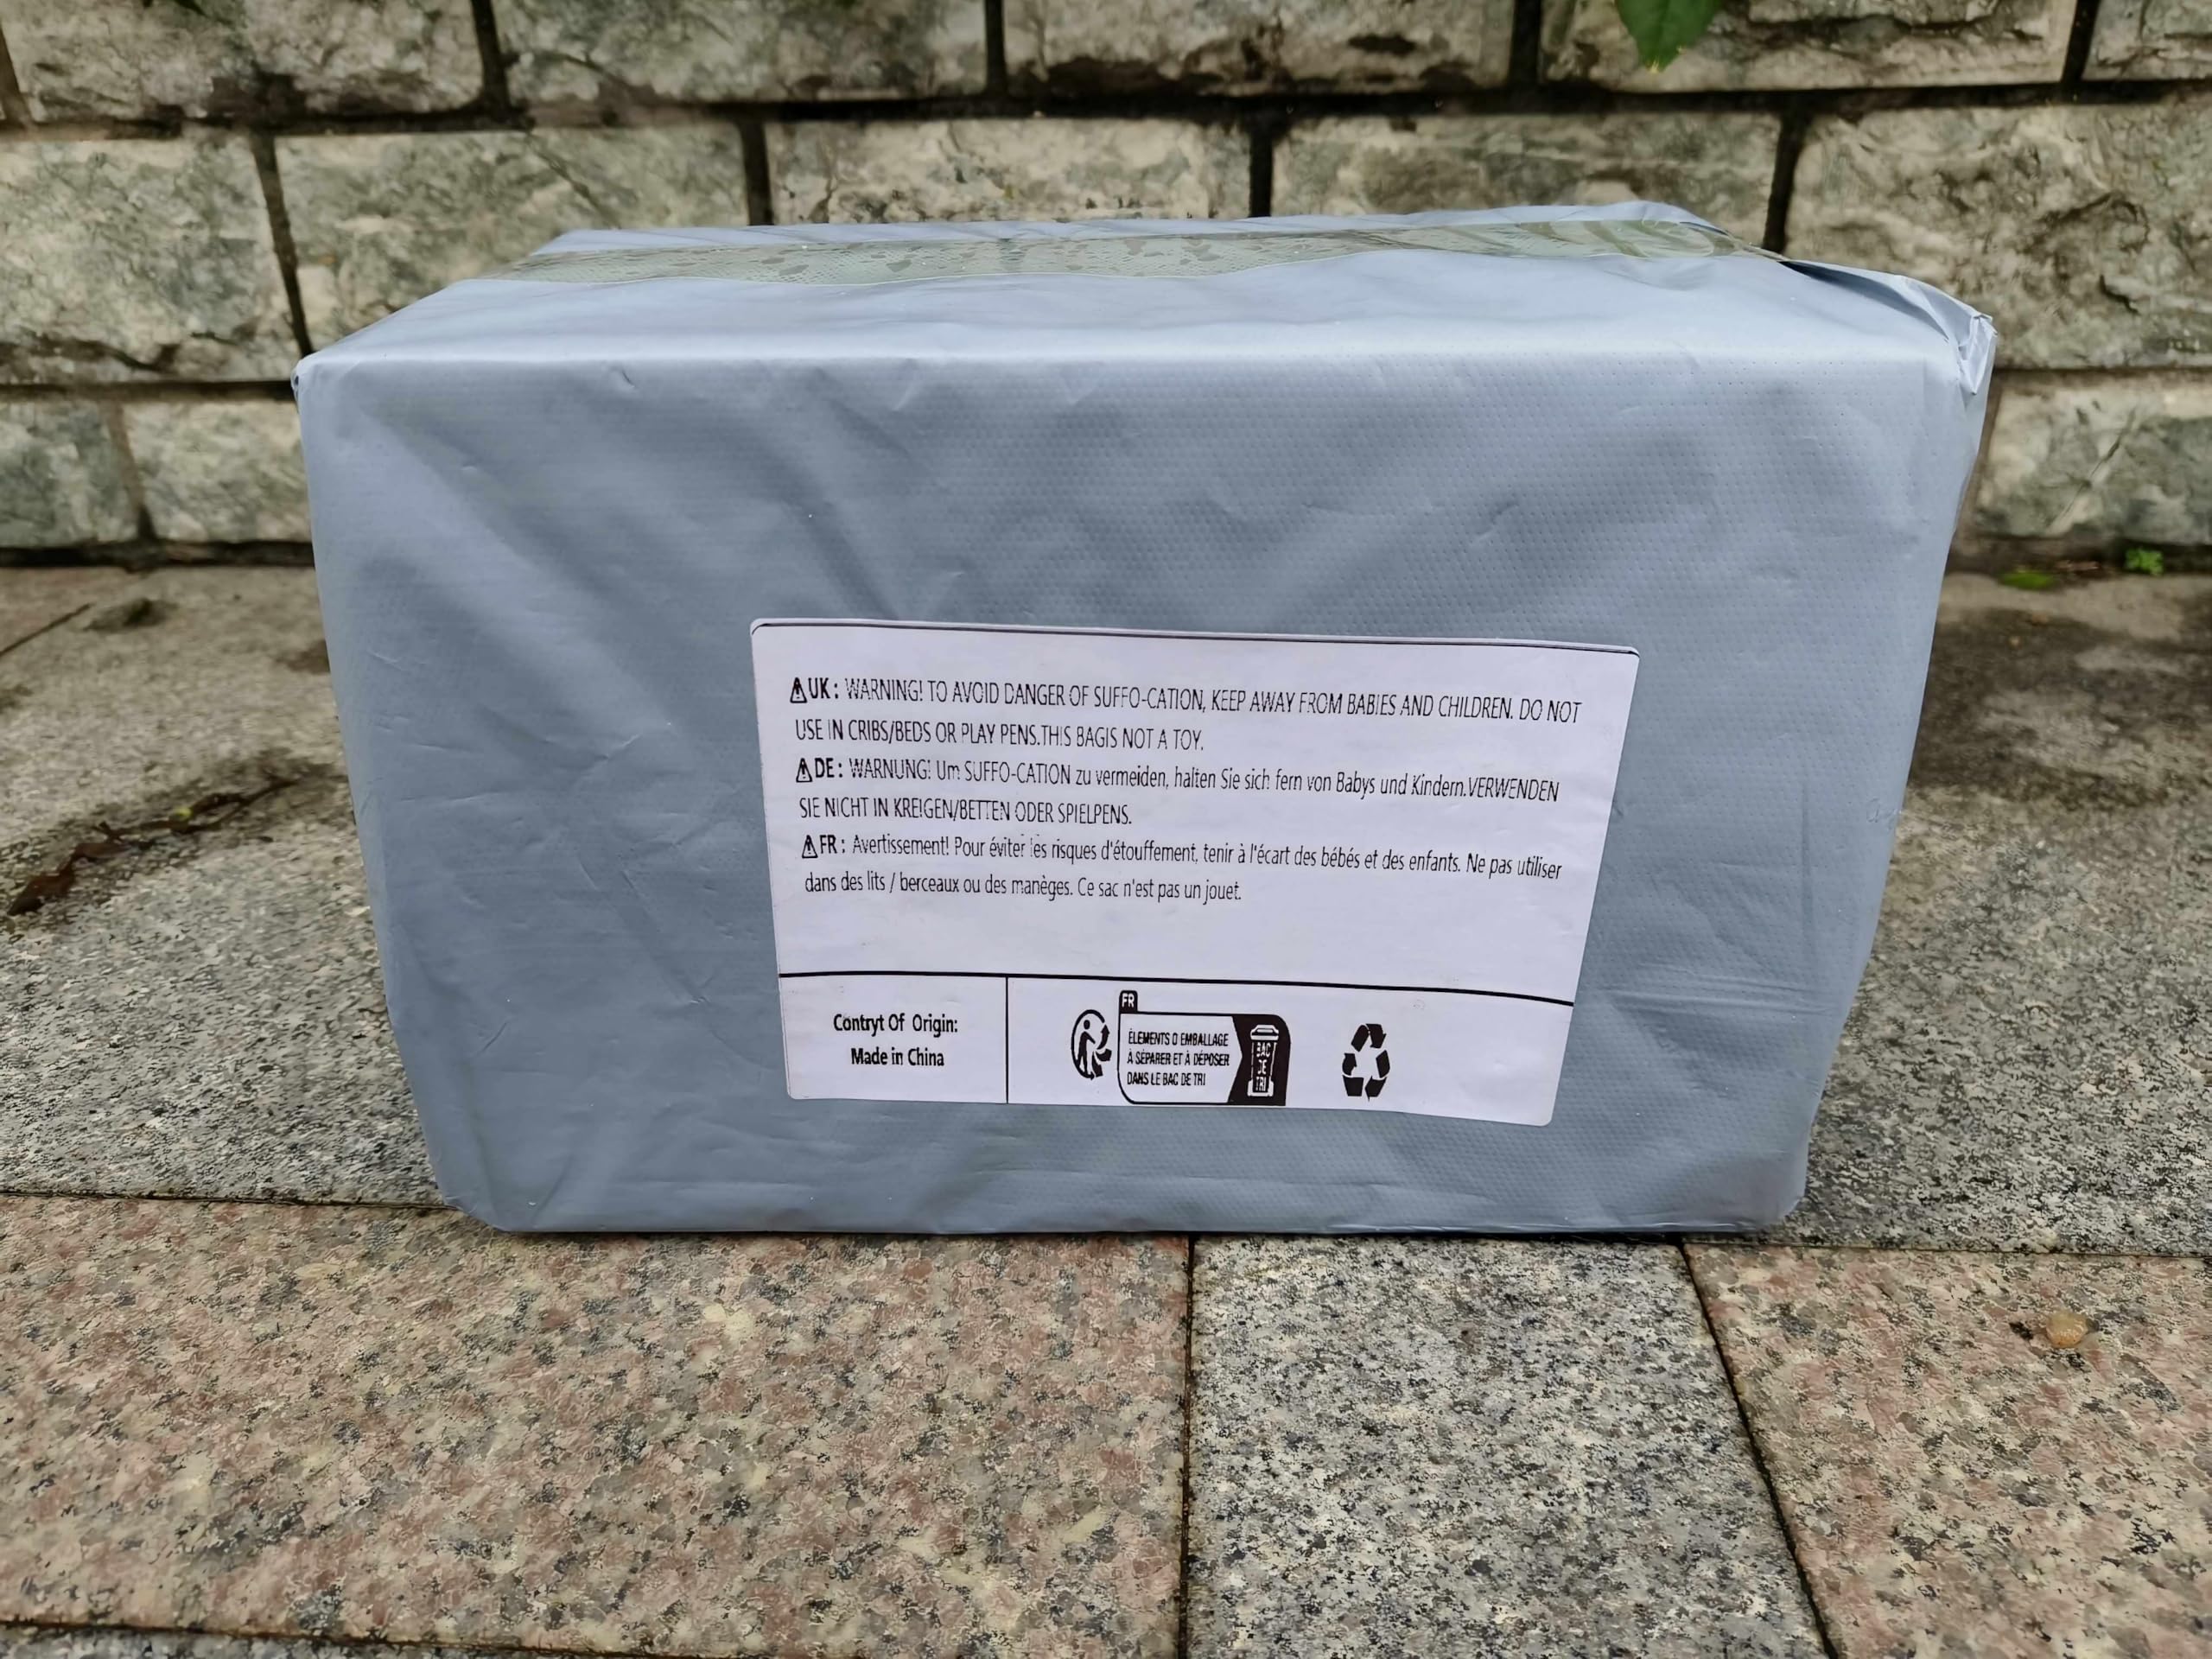 UK: WARNING! TO AVOID DANGER OF SUFFO-CATION, KEEP AWAY FROM BABIES AND CHILDREN. DO NOT
USE IN CRIBS/BEDS OR PLAY PENS.THIS BAGIS NOT A TOY.
DE: WARNUNG! Um SUFFO-CATION zu vermeiden, halten Sie sich fern von Babys und Kindern.VERWENDEN
SIE NICHT IN KREIGEN/BETTEN ODER SPIELPENS.
FR: Avertissement! Pour éviter les risques d'étouffement, tenir à l'écart des bébés et des enfants. Ne pas utiliser
dans des lits / berceaux ou des manèges. Ce sac n'est pas un jouet.
Contryt Of Origin:
Made in China
FR
ÉLEMENTS D EMBALLAGE
À SÉPARER ET À DÉPOSER
DANS LE BAC DE TRI
BAC
DE
TRI